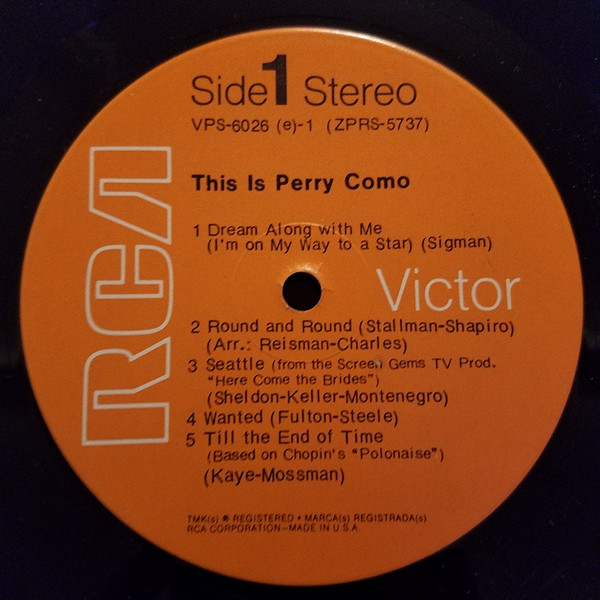 Side 1 Stereo
VPS-6026 (e)-1 (ZPRS-5737)
This Is Perry Como
1 Dream Along with Me
(I'm on My Way to a Star) (Sigman)
RCA
Victor
2 Round and Round (Stallman-Shapiro)
(Arr.: Reisman-Charles)
3 Seattle (from the Screen Gems TV Prod.
"Here Come the Brides")
(Sheldon-Keller-Montenegro)
4 Wanted (Fulton-Steele)
5 Till the End of Time
(Based on Chopin's "Polonaise")
(Kaye-Mossman)
TMK(s) ® REGISTERED • MARCA(s) REGISTRADA(s)
RCA CORPORATION-MADE IN U.S.A.